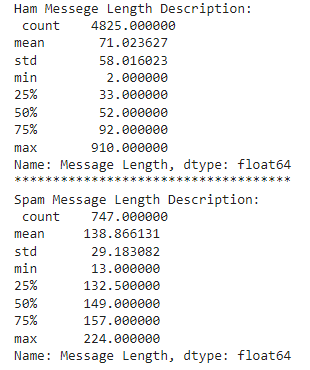 Ham Messege Length Description:
 count    4825.000000
mean       71.023627
std        58.016023
min         2.000000
25%        33.000000
50%        52.000000
75%        92.000000
max       910.000000
Name: Message Length, dtype: float64
************************************
Spam Message Length Description:
 count    747.000000
mean     138.866131
std       29.183082
min       13.000000
25%      132.500000
50%      149.000000
75%      157.000000
max      224.000000
Name: Message Length, dtype: float64